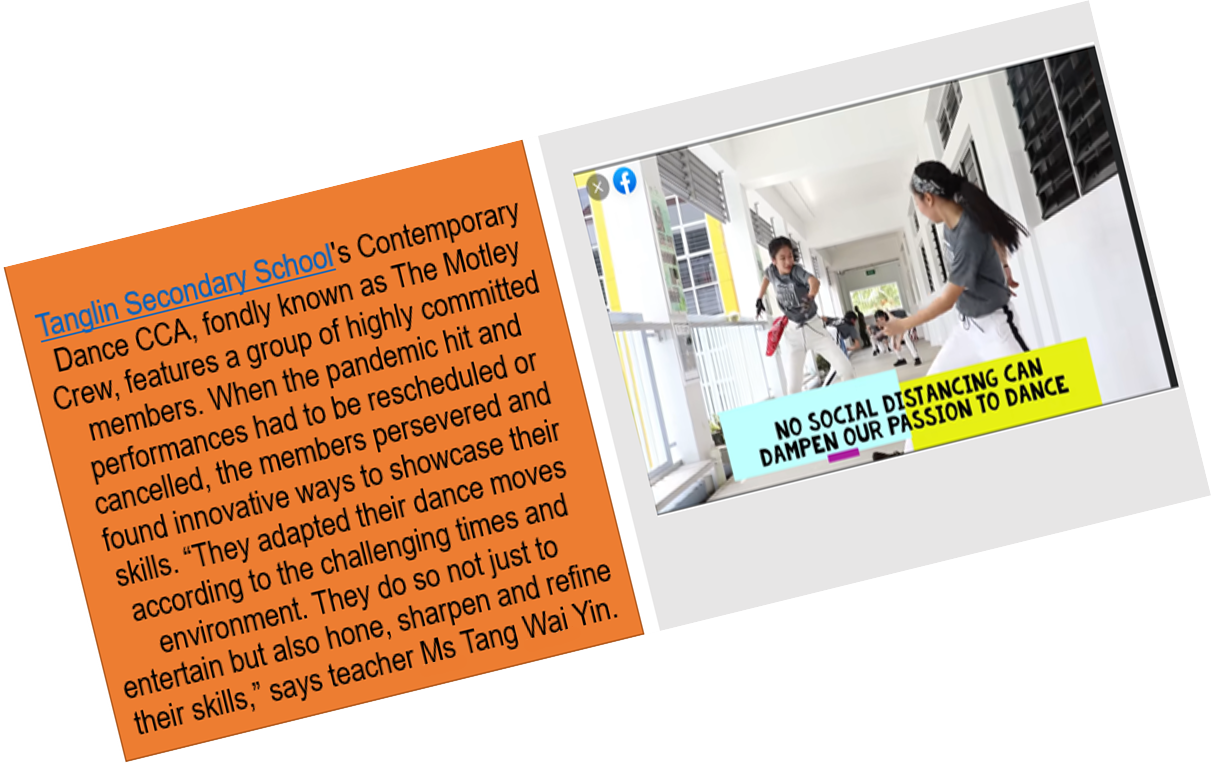 Tanglin Secondary School's Contemporary
Dance CCA, fondly known as The Motley
Crew, features a group of highly committed
members. When the pandemic hit and
performances had to be rescheduled or
cancelled, the members persevered and
found innovative ways to showcase their
skills. “They adapted their dance moves
according to the challenging times and
environment. They do so not just to
entertain but also hone, sharpen and refine
their skills,” says teacher Ms Tang Wai Yin.
NO SOCIAL DISTANCING CAN
DAMPEN OUR PASSION TO DANCE